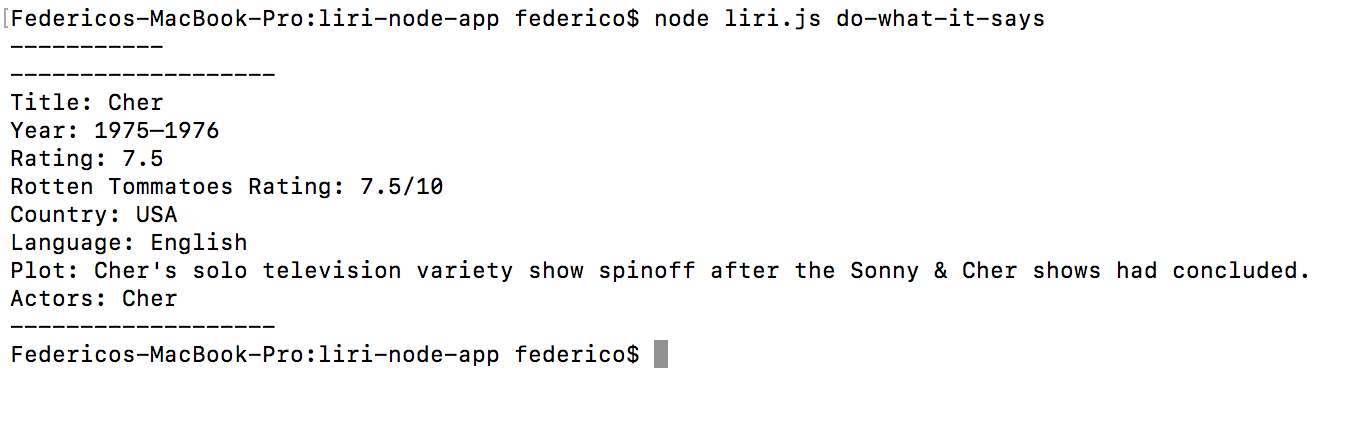 [Federicos-MacBook-Pro:liri-node-app federico$ node liri.js do-what-it-says
-----------
-------------------
Title: Cher
Year: 1975–1976
Rating: 7.5
Rotten Tommatoes Rating: 7.5/10
Country: USA
Language: English
Plot: Cher's solo television variety show spinoff after the Sonny & Cher shows had concluded.
Actors: Cher
-------------------
Federicos-MacBook-Pro:liri-node-app federico$